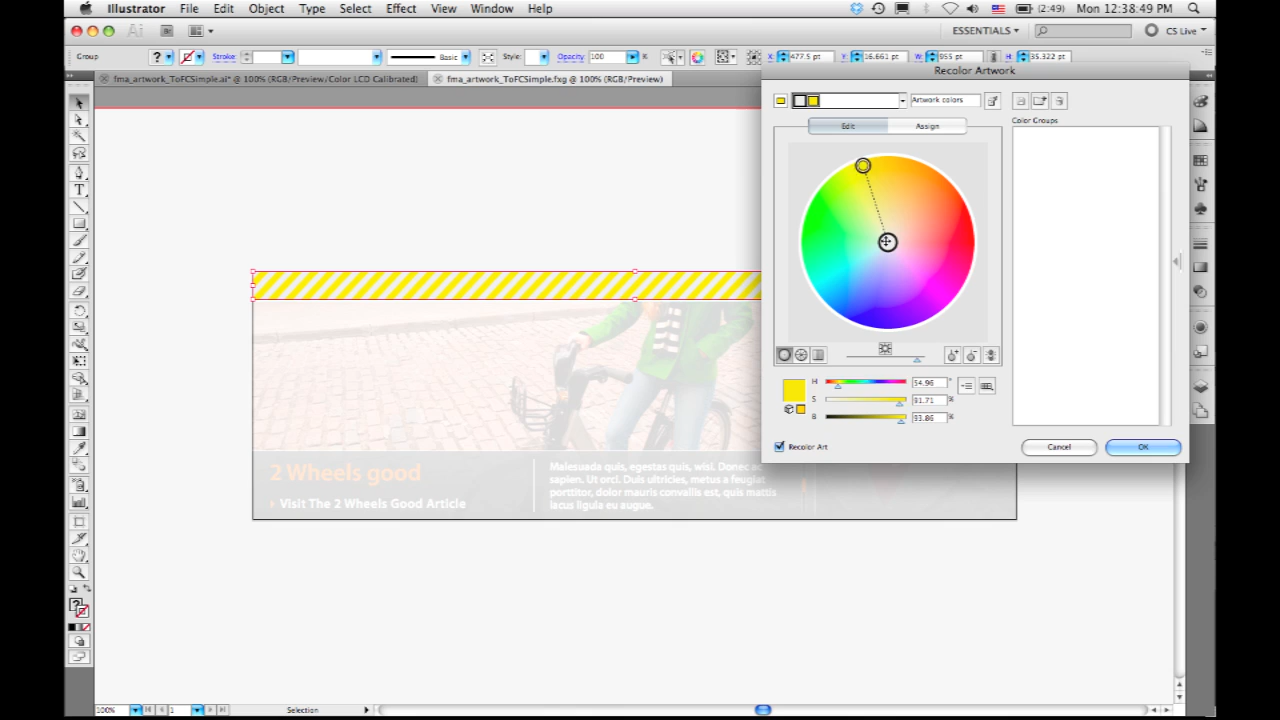 Illustrator File Edit Object Type Select Effect View Window Help (2:49) Mon 12:38:49 PM
Ai Br ESSENTIALS CS Live
Group ? Stroke: Basic Style: Opacity: 100 X: 477.5 pt Y: 16.661 pt W: 955 pt H: 35.322 pt
fma_artwork_ToFCSimple.ai* @ 100% (RGB/Preview/Color LCD Calibrated) fma_artwork_ToFCSimple.fxg @ 100% (RGB/Preview)
Recolor Artwork
Artwork colors
Color Groups
Edit Assign
H 54.96 °
S 91.71 %
B 93.86 %
Recolor Art Cancel OK
2 Wheels good
Visit The 2 Wheels Good Article
Malesuada quis, egestas quis, wisl. Donec ac
sapien. Ut orci. Duis ultricies, metus a feugiat
porttitor, dolor mauris convallis est, quis mattis
lacus ligula eu augue.
T
?
100% 1 Selection